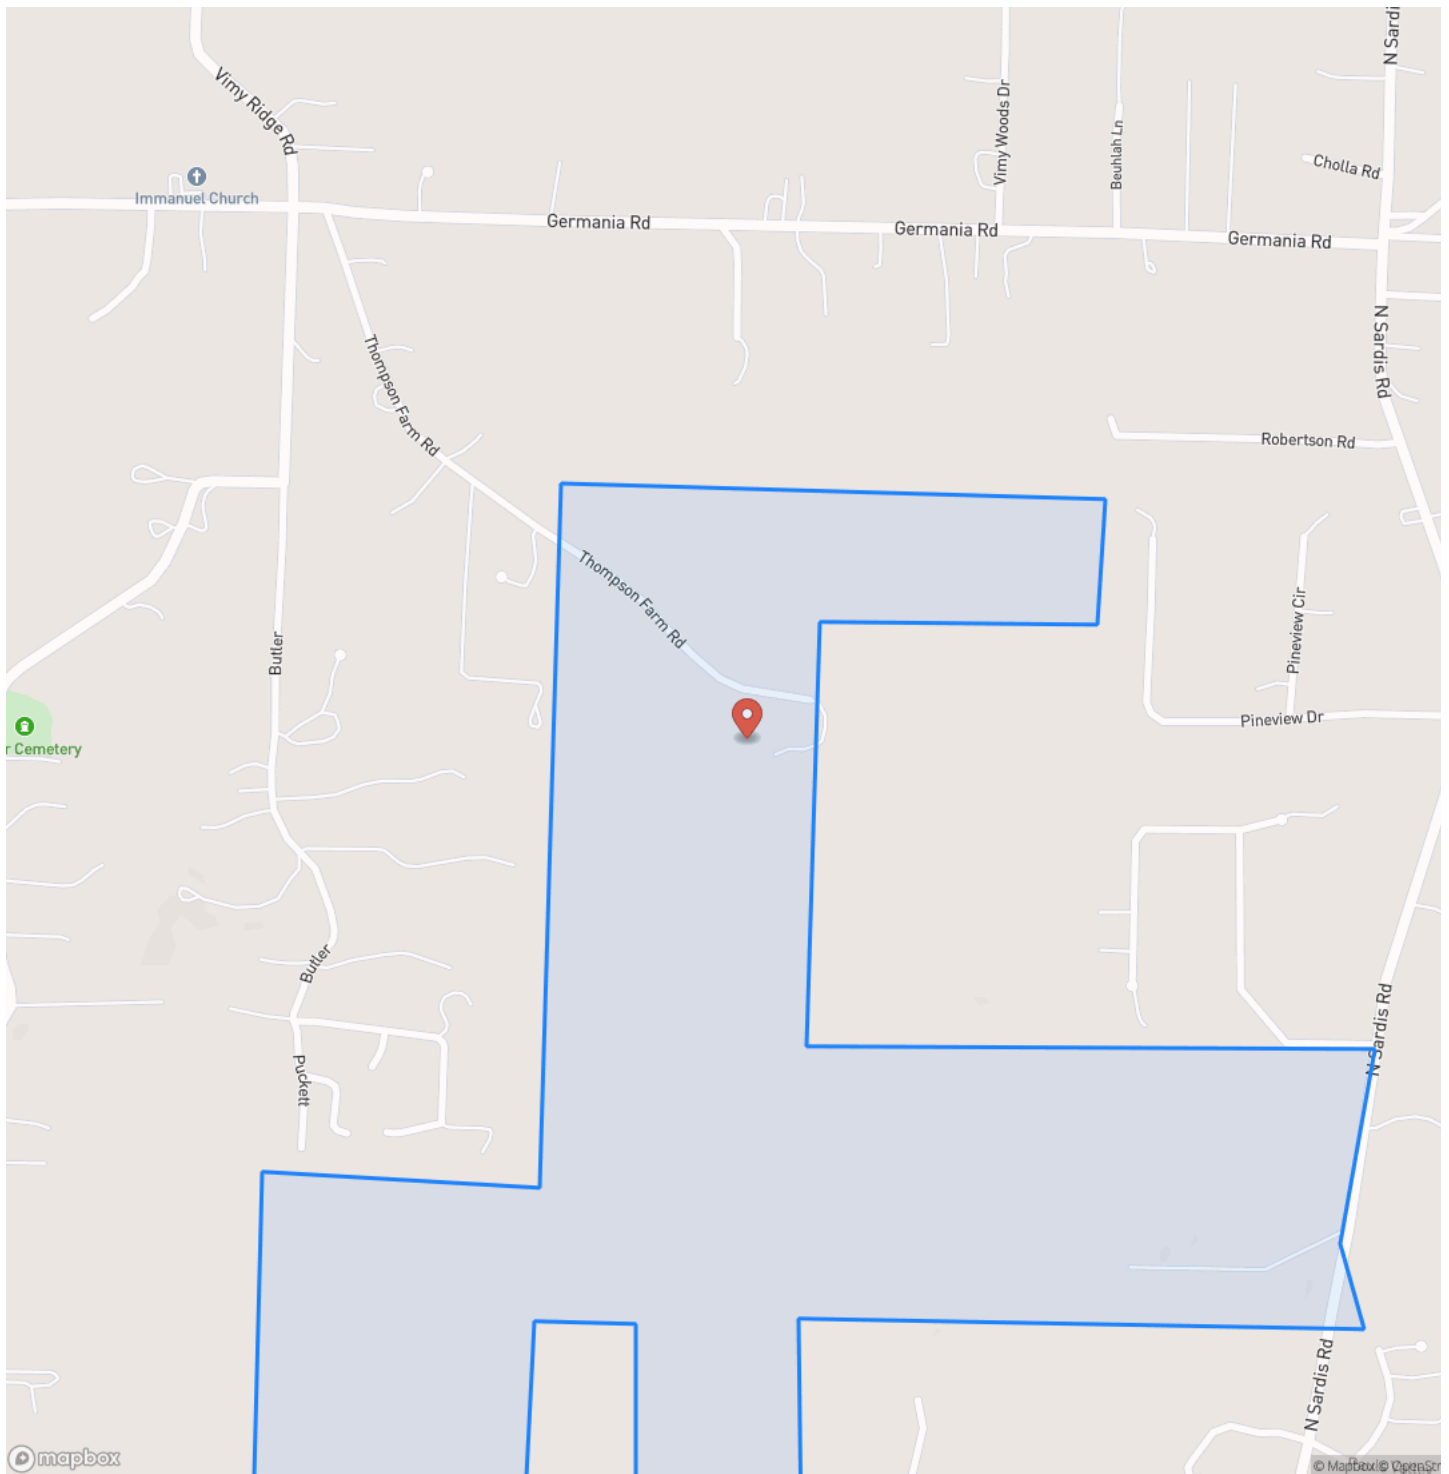 N Sardi
Vimy Ridge Rd
Vimy Woods Dr
Beuhlah Ln
Cholla Rd
Immanuel Church
Germania Rd
Germania Rd
Germania Rd
N Sardis Rd
Thompson Farm Rd
Robertson Rd
Thompson Farm Rd
Butler
Pineview Cir
Pineview Dr
r Cemetery
Butler
N Sardis Rd
Puckett
N Sardis Rd
mapbox
© Mapbox © OpenStr